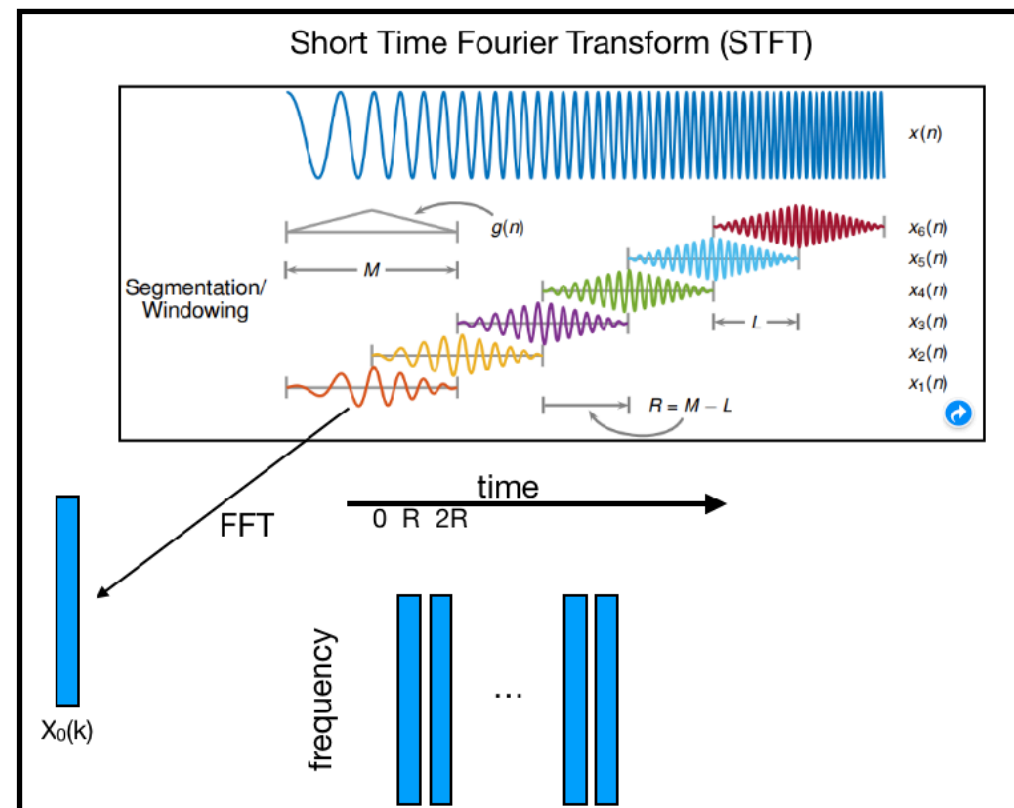 Short Time Fourier Transform (STFT)
x(n)
g(n)
M
Segmentation/
Windowing
x₆(n)
x₅(n)
x₄(n)
L
x₃(n)
x₂(n)
x₁(n)
R = M − L
time
0 R 2R
FFT
frequency
...
X₀(k)